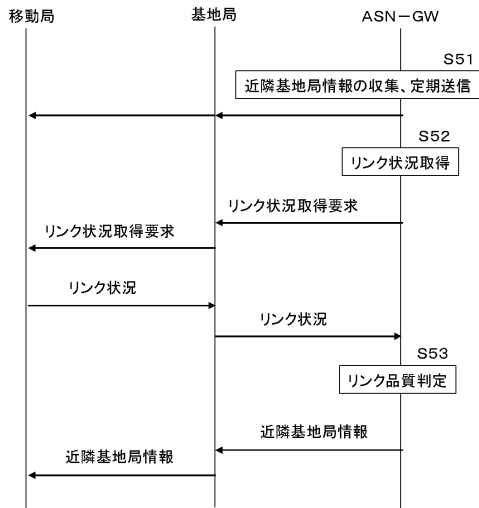 移動局
基地局
ASN－GW
S51
近隣基地局情報の収集、定期送信
S52
リンク状況取得
リンク状況取得要求
リンク状況取得要求
リンク状況
リンク状況
S53
リンク品質判定
近隣基地局情報
近隣基地局情報